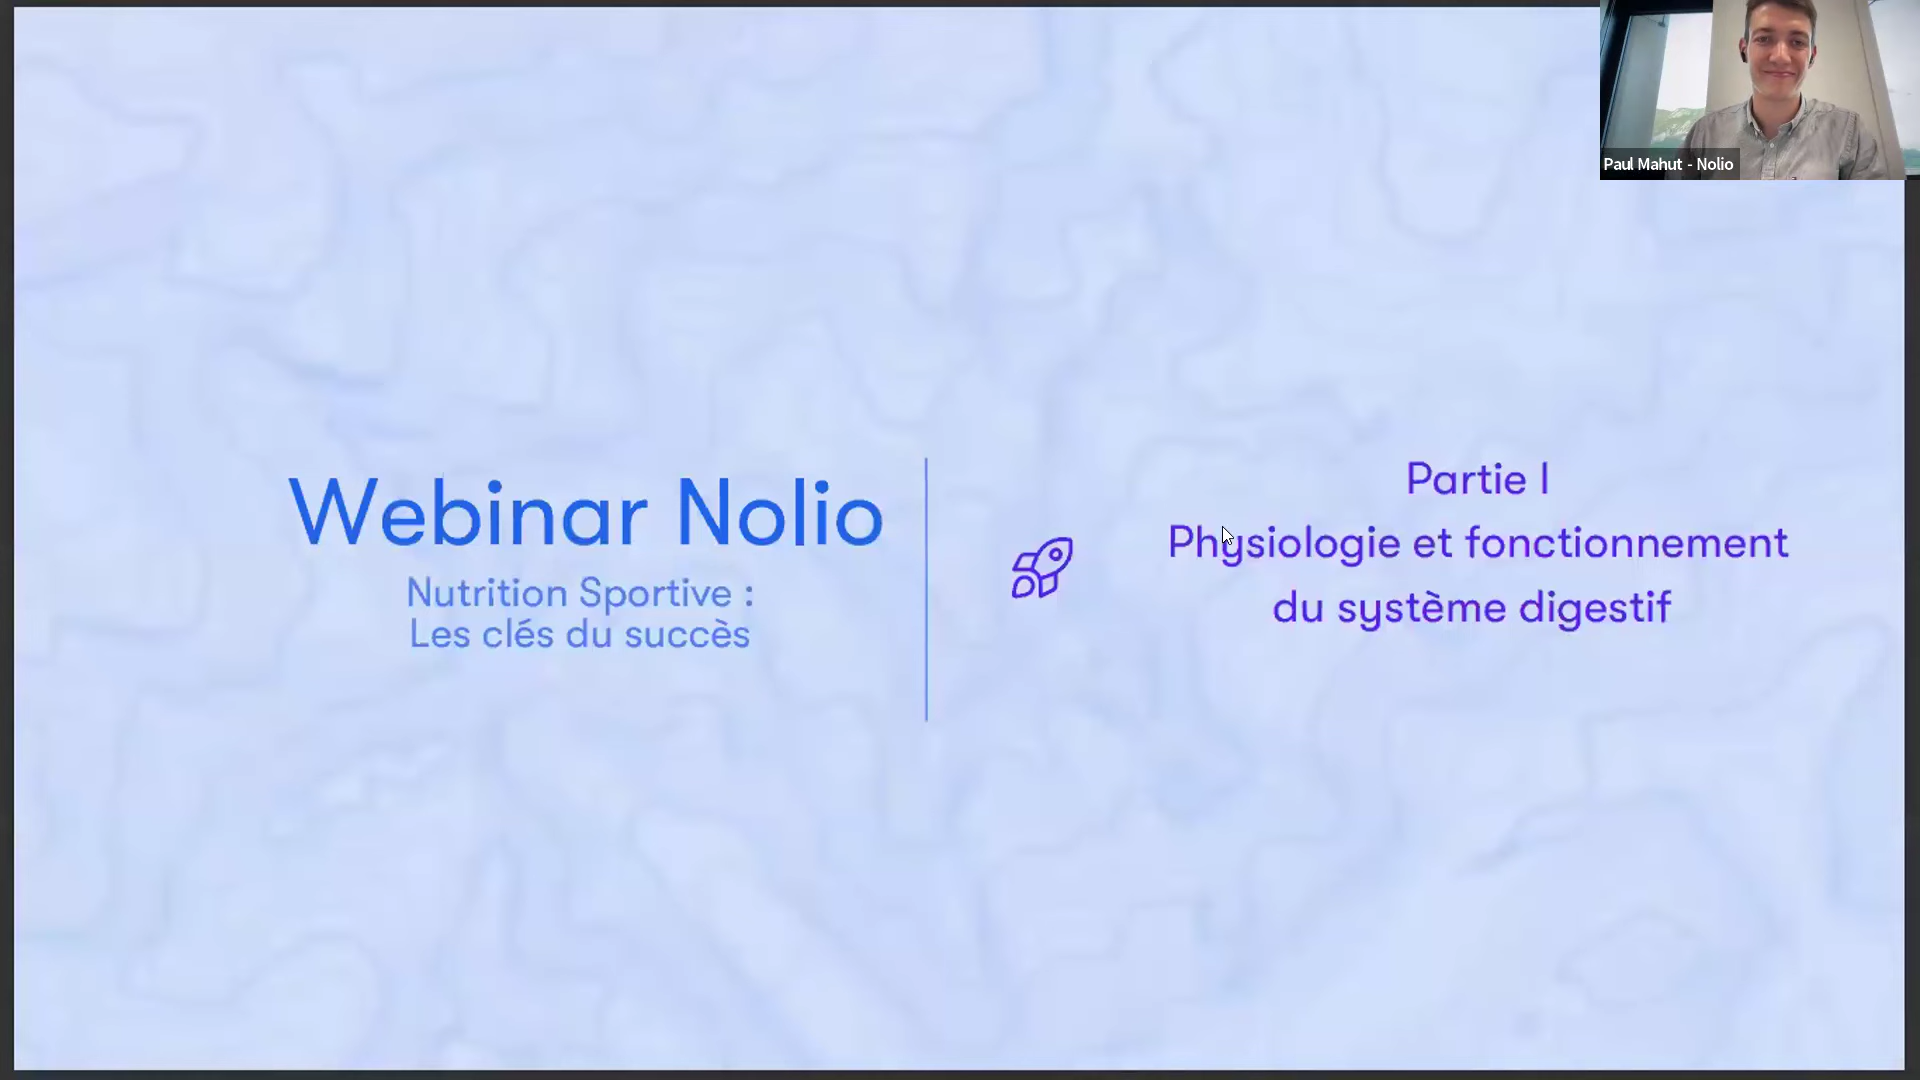 Paul Mahut - Nolio
Webinar Nolio
Nutrition Sportive :
Les clés du succès
Partie I
Physiologie et fonctionnement
du système digestif